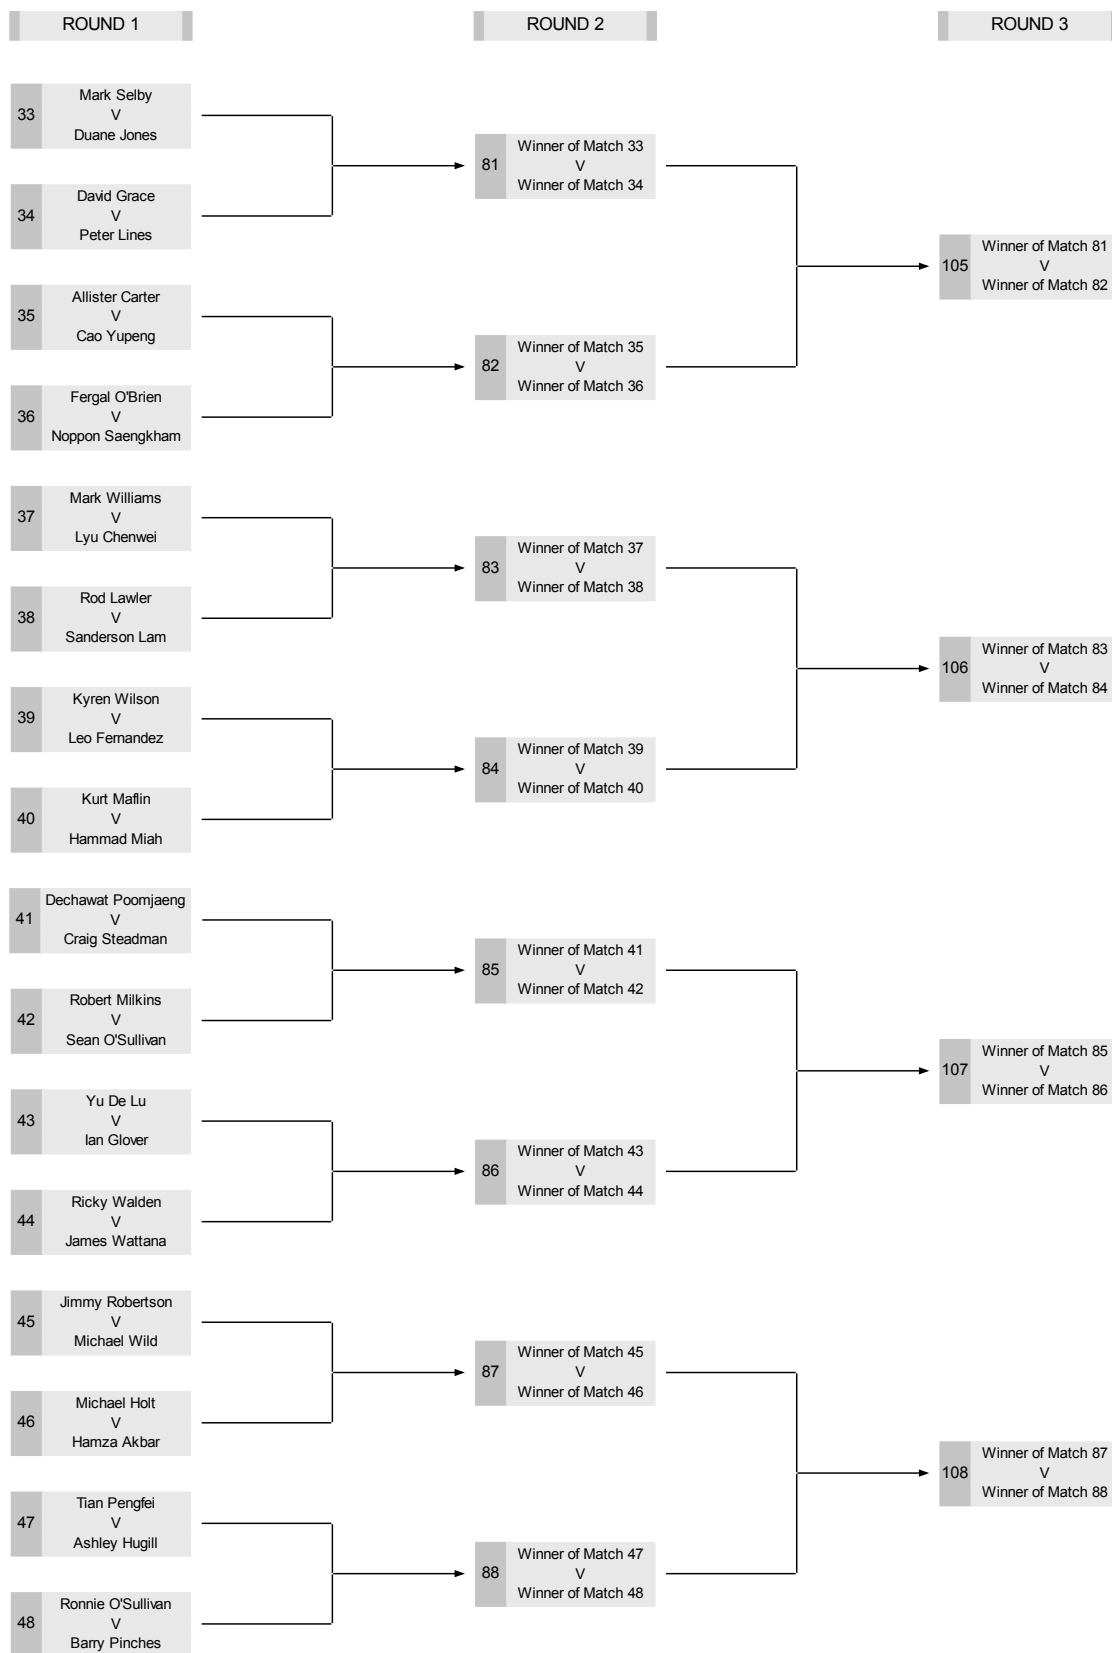 ROUND 1
ROUND 2
ROUND 3
33
Mark Selby
V
Duane Jones
34
David Grace
V
Peter Lines
35
Allister Carter
V
Cao Yupeng
36
Fergal O'Brien
V
Noppon Saengkham
37
Mark Williams
V
Lyu Chenwei
38
Rod Lawler
V
Sanderson Lam
39
Kyren Wilson
V
Leo Fernandez
40
Kurt Maflin
V
Hammad Miah
41
Dechawat Poomjaeng
V
Craig Steadman
42
Robert Milkins
V
Sean O'Sullivan
43
Yu De Lu
V
Ian Glover
44
Ricky Walden
V
James Wattana
45
Jimmy Robertson
V
Michael Wild
46
Michael Holt
V
Hamza Akbar
47
Tian Pengfei
V
Ashley Hugill
48
Ronnie O'Sullivan
V
Barry Pinches
81
Winner of Match 33
V
Winner of Match 34
82
Winner of Match 35
V
Winner of Match 36
83
Winner of Match 37
V
Winner of Match 38
84
Winner of Match 39
V
Winner of Match 40
85
Winner of Match 41
V
Winner of Match 42
86
Winner of Match 43
V
Winner of Match 44
87
Winner of Match 45
V
Winner of Match 46
88
Winner of Match 47
V
Winner of Match 48
105
Winner of Match 81
V
Winner of Match 82
106
Winner of Match 83
V
Winner of Match 84
107
Winner of Match 85
V
Winner of Match 86
108
Winner of Match 87
V
Winner of Match 88